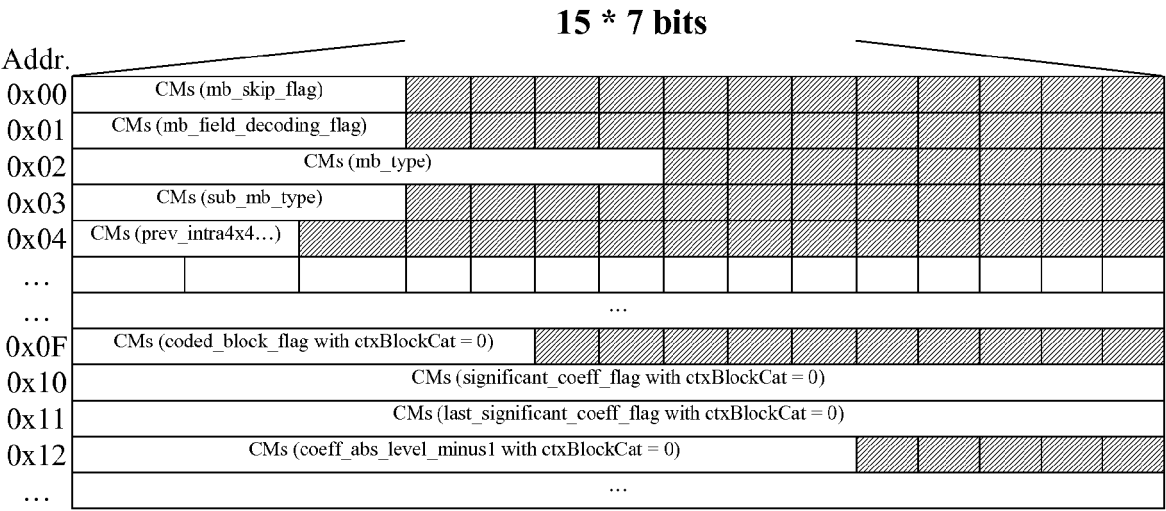 15 * 7 bits
Addr.
0x00 CMs (mb_skip_flag)
0x01 CMs (mb_field_decoding_flag)
0x02 CMs (mb_type)
0x03 CMs (sub_mb_type)
0x04 CMs (prev_intra4x4…)
…
… …
0x0F CMs (coded_block_flag with ctxBlockCat = 0)
0x10 CMs (significant_coeff_flag with ctxBlockCat = 0)
0x11 CMs (last_significant_coeff_flag with ctxBlockCat = 0)
0x12 CMs (coeff_abs_level_minus1 with ctxBlockCat = 0)
… …